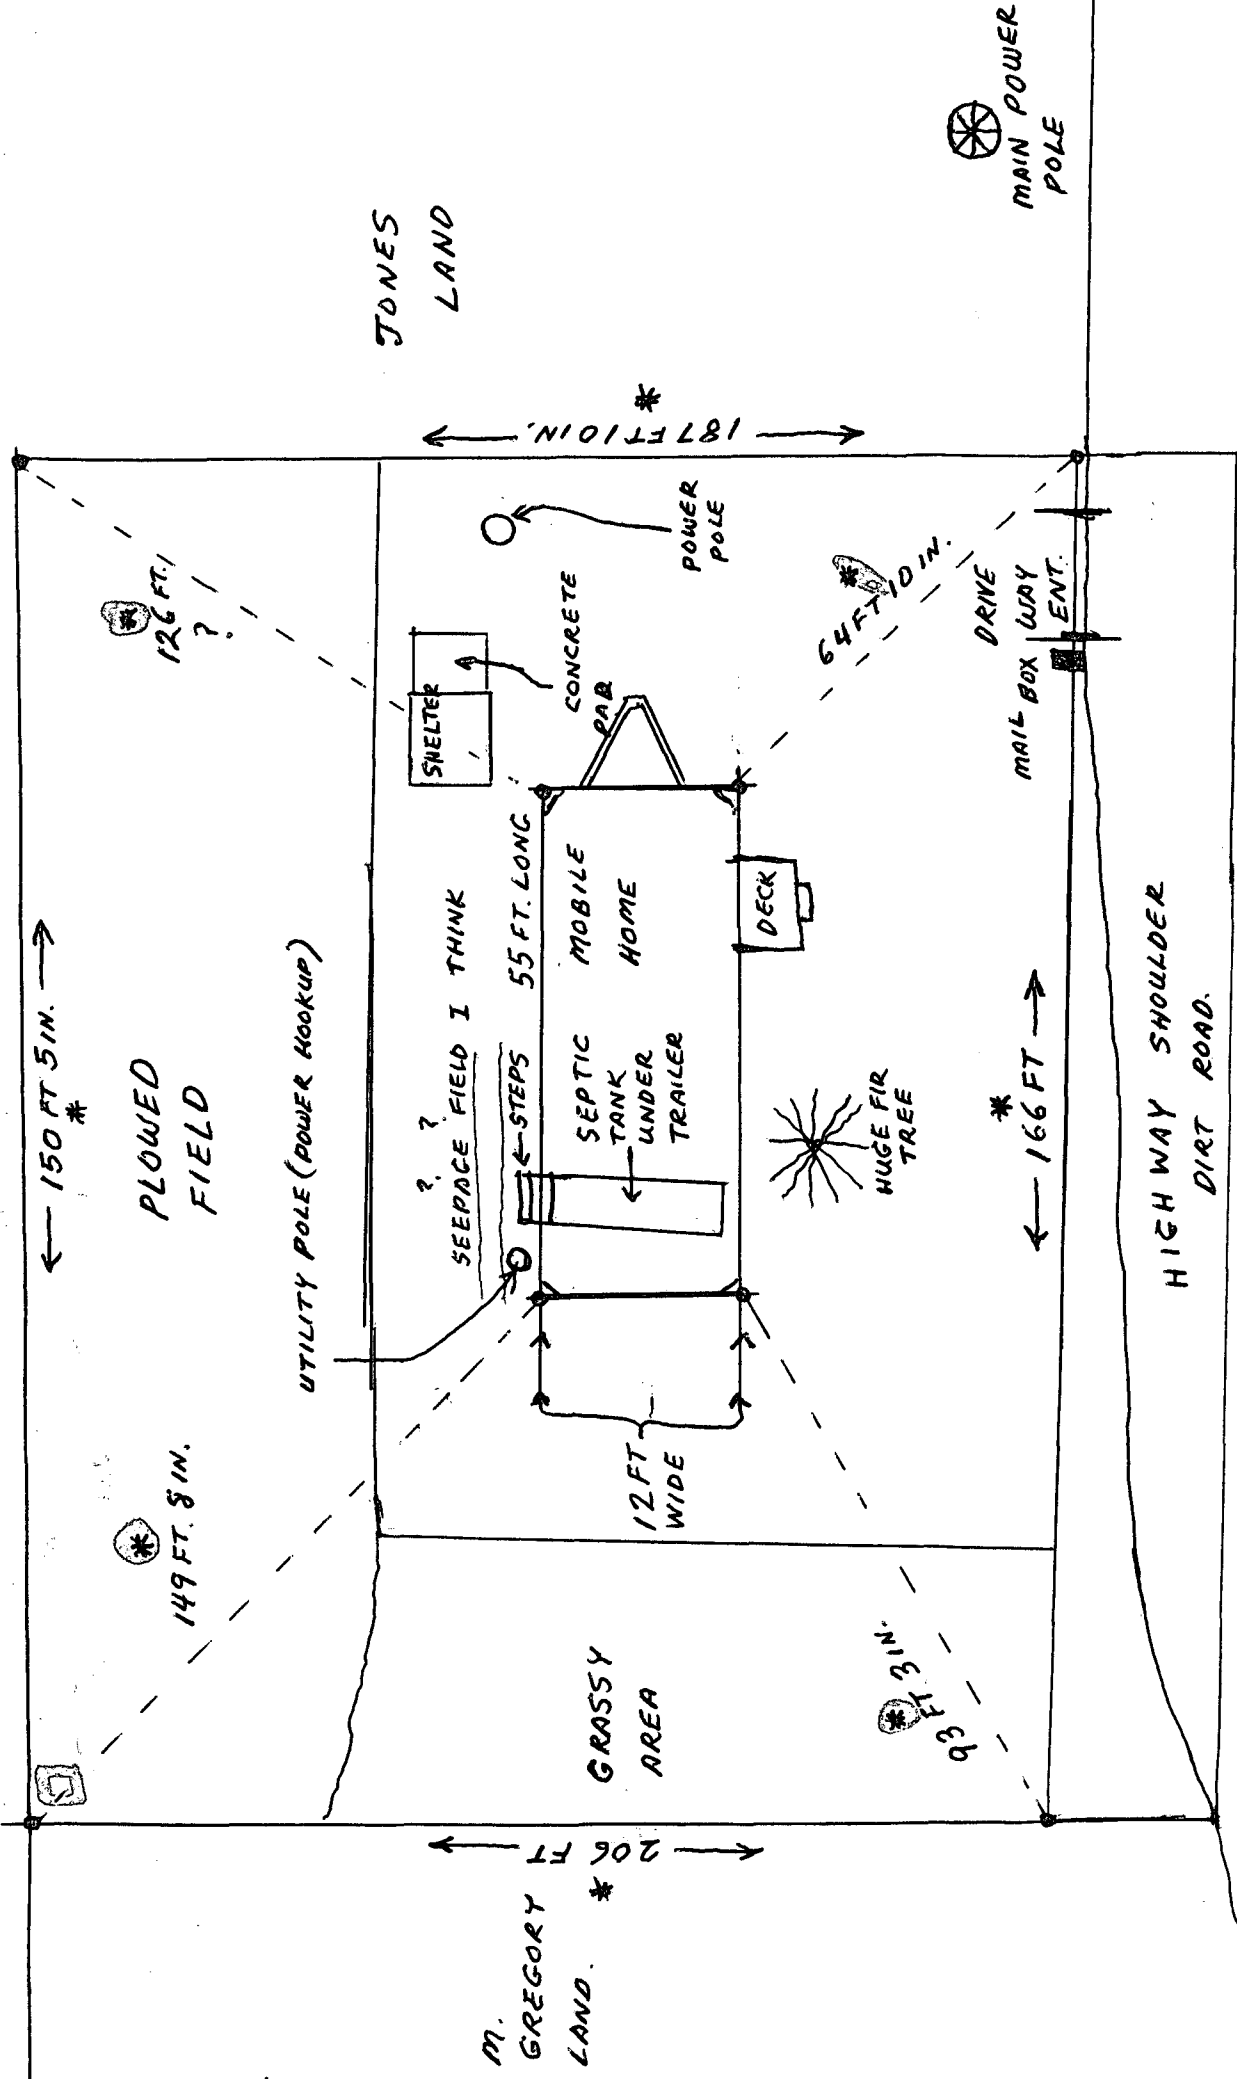 ← 150 FT 5 IN. →
*
PLOWED
FIELD
*
149 FT. 8 IN.
*
126 FT.
?
UTILITY POLE (POWER HOOKUP)
? ?
SEEPAGE FIELD I THINK
← STEPS 55 FT. LONG
SHELTER
CONCRETE
PAD
POWER
POLE
JONES
LAND
← 187 FT 10 IN. →
*
M.
GREGORY
LAND.
← 206 FT →
*
GRASSY
AREA
12 FT
WIDE
SEPTIC
TANK
UNDER
TRAILER
MOBILE
HOME
DECK
HUGE FIR
TREE
*
93 FT 3 IN.
*
64 FT 10 IN.
DRIVE
WAY
ENT.
MAIL BOX
MAIN POWER
POLE
*
← 166 FT →
HIGHWAY SHOULDER
DIRT ROAD.